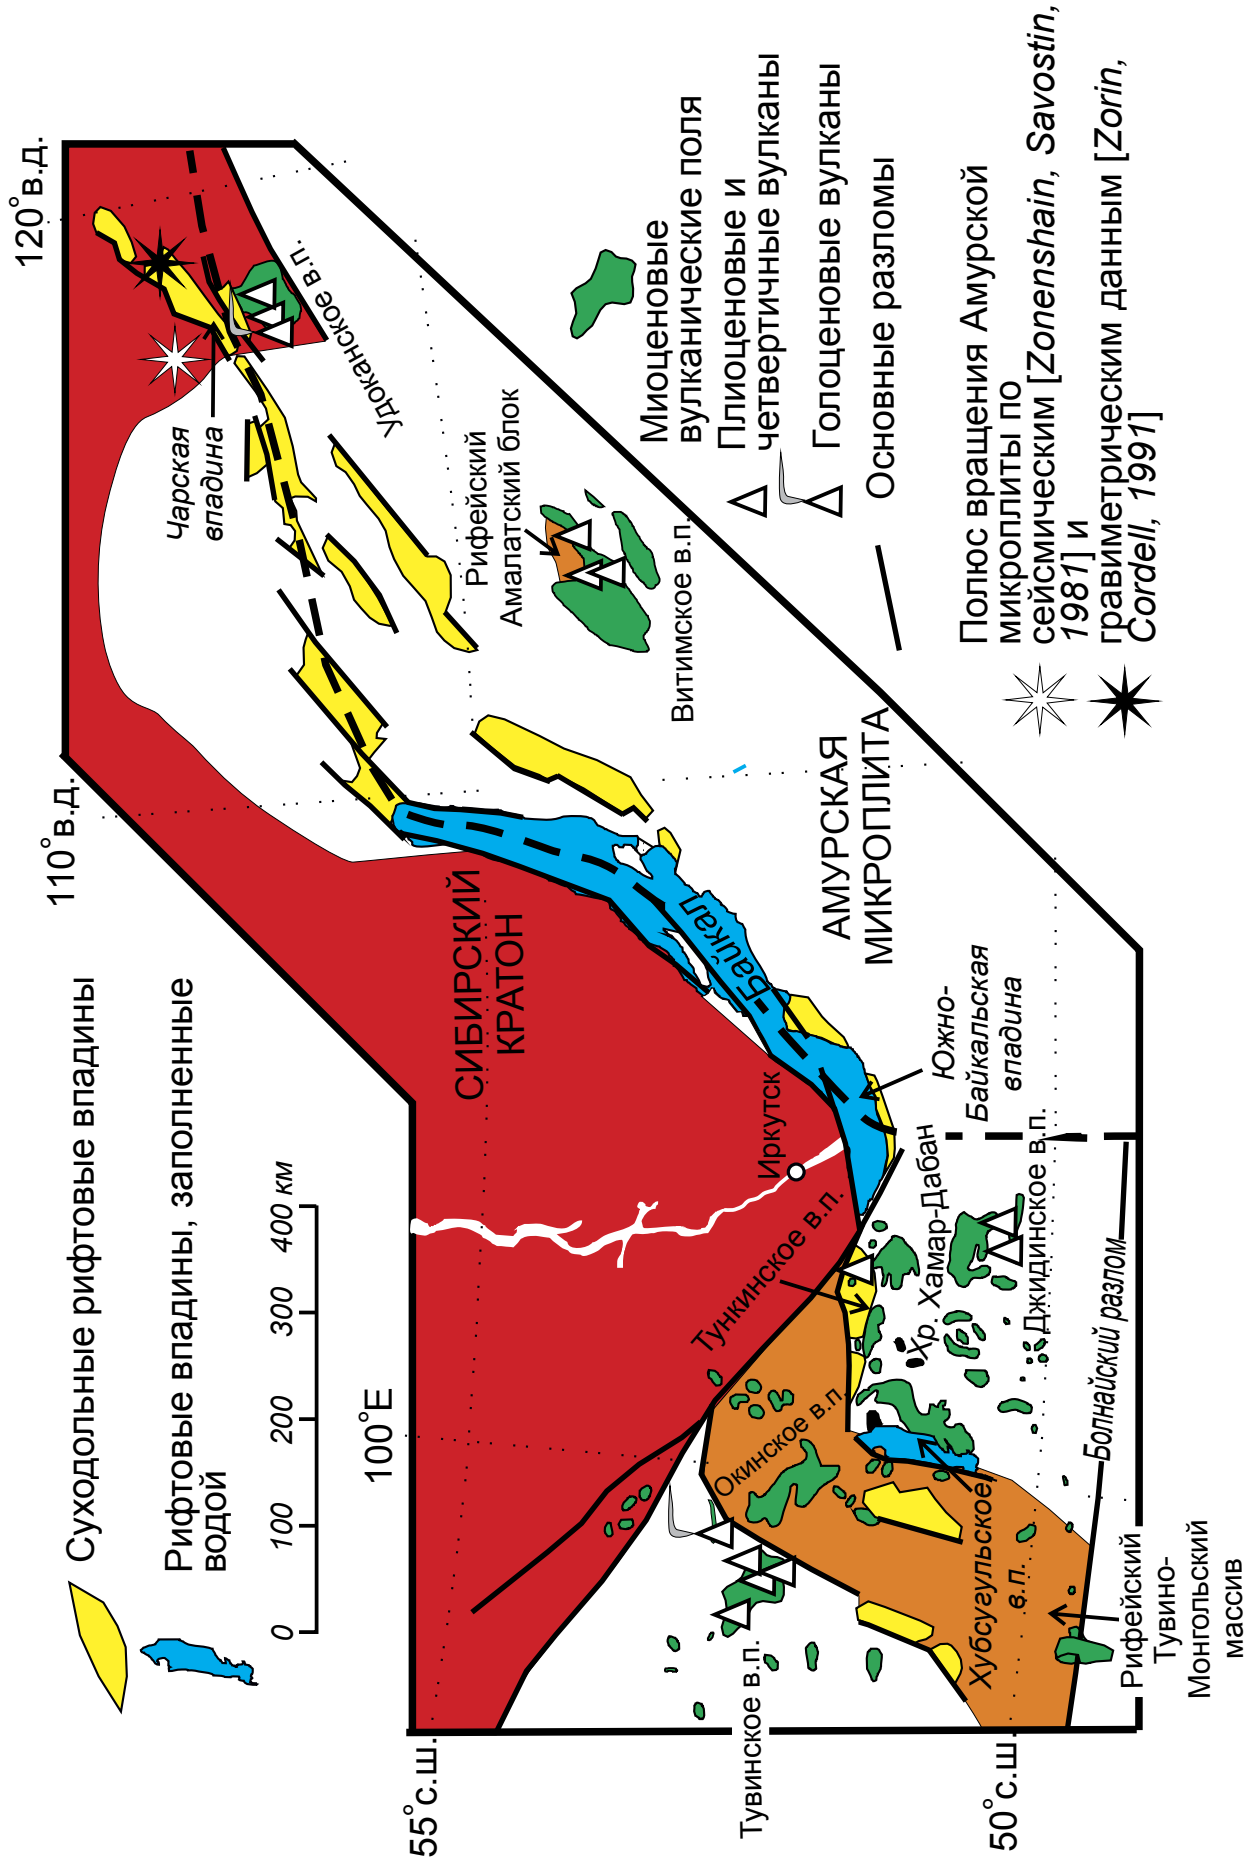 Суходольные рифтовые впадины
Рифтовые впадины, заполненные
водой
0 100 200 300 400 км
100°E
110°в.д.
120°в.д.
55°с.ш.
50°с.ш.
СИБИРСКИЙ
КРАТОН
Чарская
впадина
Удоканское в.п.
Рифейский
Амалатский блок
Витимское в.п.
Байкал
АМУРСКАЯ
МИКРОПЛИТА
Иркутск
Южно-
Байкальская
впадина
Тункинское в.п.
Хр. Хамар-Дабан
Джидинское в.п.
Окинское в.п.
Хубсугульское
в.п.
Тувинское в.п.
Болнайский разлом
Рифейский
Тувино-
Монгольский
массив
Миоценовые
вулканические поля
Плиоценовые и
четвертичные вулканы
Голоценовые вулканы
Основные разломы
Полюс вращения Амурской
микроплиты по
сейсмическим [Zonenshain, Savostin,
1981] и
гравиметрическим данным [Zorin,
Cordell, 1991]